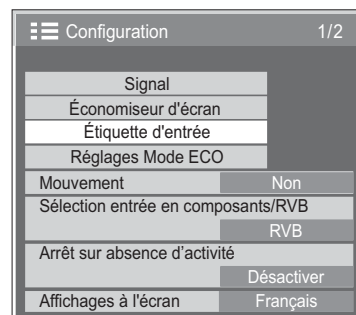 Configuration 1/2
Signal
Économiseur d'écran
Étiquette d'entrée
Réglages Mode ECO
Mouvement Non
Sélection entrée en composants/RVB
RVB
Arrêt sur absence d’activité
Désactiver
Affichages à l'écran Français